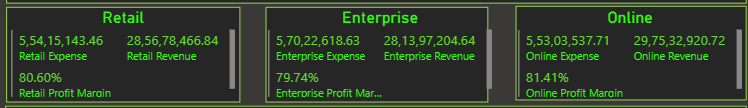 Retail
5,54,15,143.46 28,56,78,466.84
Retail Expense Retail Revenue
80.60%
Retail Profit Margin
Enterprise
5,70,22,618.63 28,13,97,204.64
Enterprise Expense Enterprise Revenue
79.74%
Enterprise Profit Mar...
Online
5,53,03,537.71 29,75,32,920.72
Online Expense Online Revenue
81.41%
Online Profit Margin